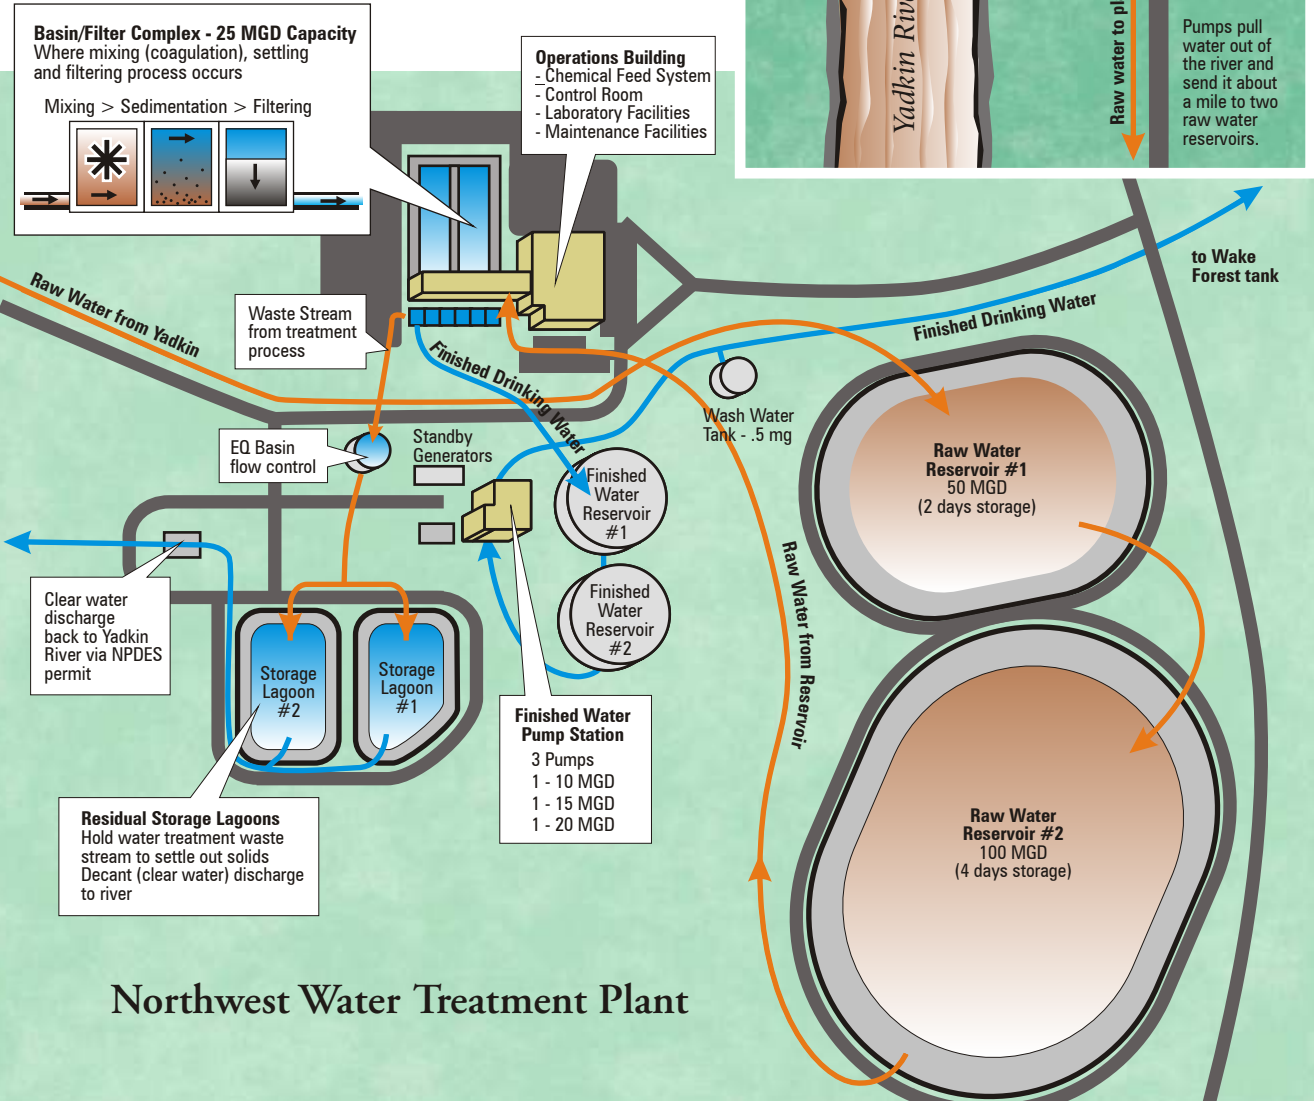 Basin/Filter Complex - 25 MGD Capacity
Where mixing (coagulation), settling
and filtering process occurs
Mixing > Sedimentation > Filtering
Operations Building
- Chemical Feed System
- Control Room
- Laboratory Facilities
- Maintenance Facilities
Yadkin Rive
Raw water to pl
Pumps pull
water out of
the river and
send it about
a mile to two
raw water
reservoirs.
to Wake
Forest tank
Raw Water from Yadkin
Waste Stream
from treatment
process
Finished Drinking Water
Finished Drinking Water
Wash Water
Tank - .5 mg
EQ Basin
flow control
Standby
Generators
Finished
Water
Reservoir
#1
Finished
Water
Reservoir
#2
Raw Water
Reservoir #1
50 MGD
(2 days storage)
Raw Water from Reservoir
Clear water
discharge
back to Yadkin
River via NPDES
permit
Storage
Lagoon
#2
Storage
Lagoon
#1
Finished Water
Pump Station
3 Pumps
1 - 10 MGD
1 - 15 MGD
1 - 20 MGD
Residual Storage Lagoons
Hold water treatment waste
stream to settle out solids
Decant (clear water) discharge
to river
Raw Water
Reservoir #2
100 MGD
(4 days storage)
Northwest Water Treatment Plant